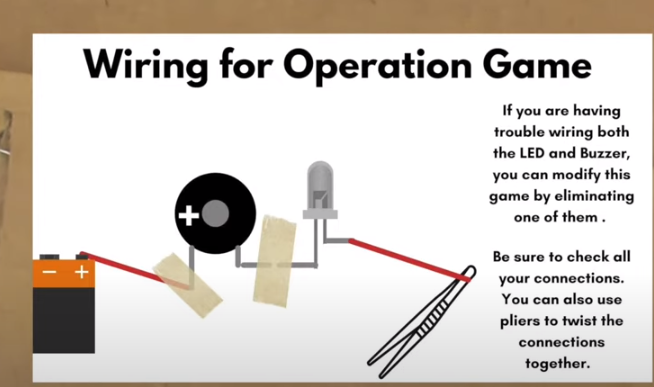 Wiring for Operation Game
If you are having
trouble wiring both
the LED and Buzzer,
you can modify this
game by eliminating
one of them .
Be sure to check all
your connections.
You can also use
pliers to twist the
connections
together.
+
− +